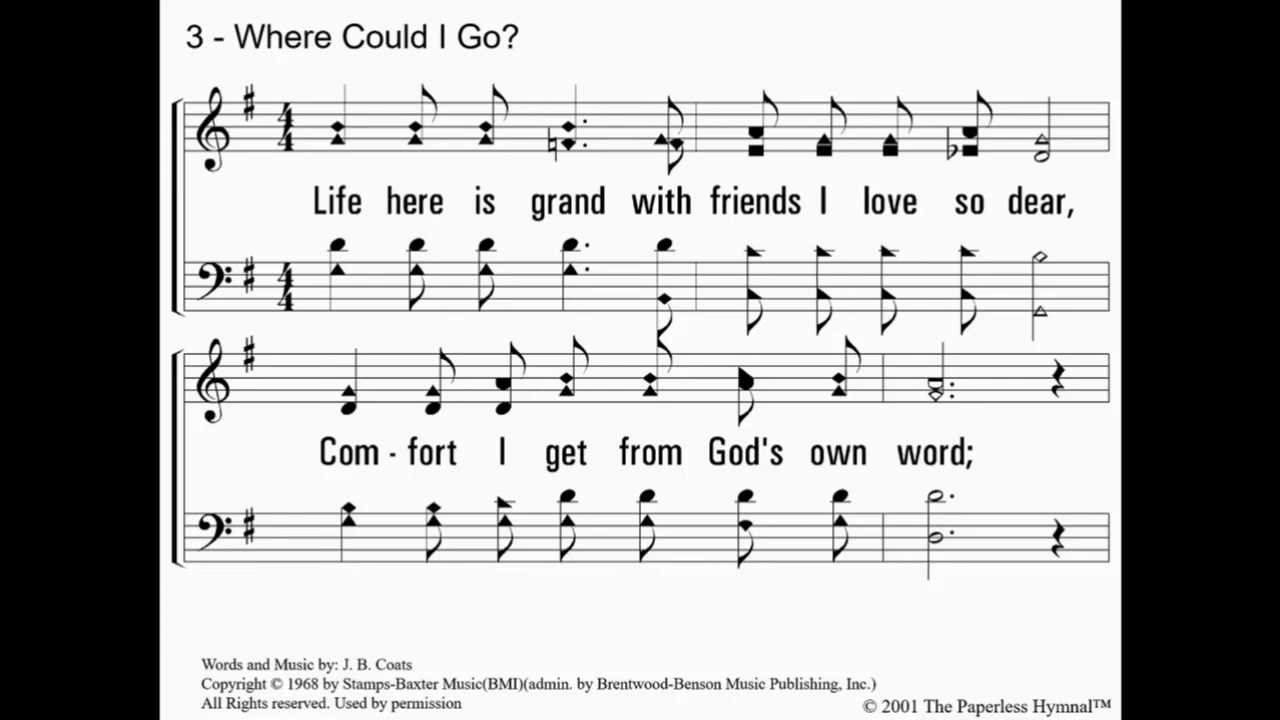 3 - Where Could I Go?
Life here is grand with friends I love so dear,
Com - fort I get from God's own word;
Words and Music by: J. B. Coats
Copyright © 1968 by Stamps-Baxter Music(BMI)(admin. by Brentwood-Benson Music Publishing, Inc.)
All Rights reserved. Used by permission
© 2001 The Paperless Hymnal™